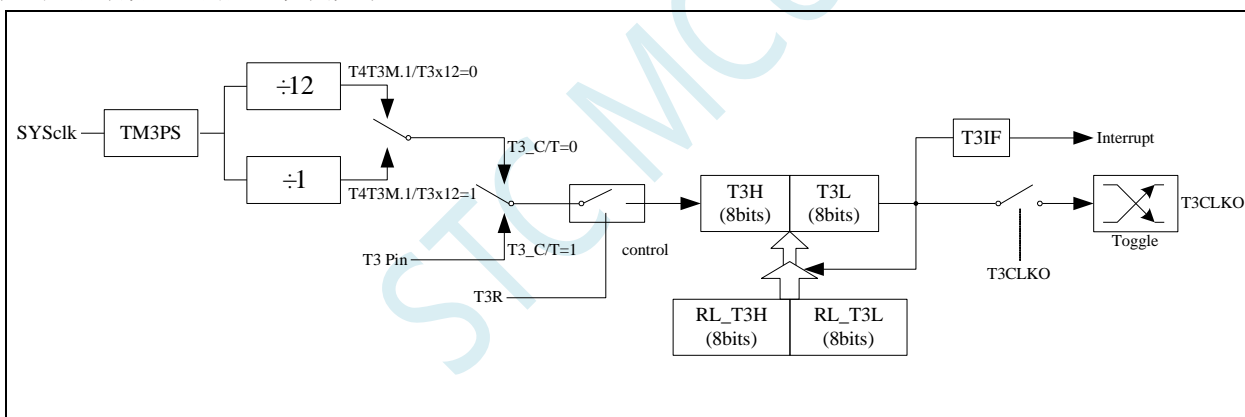 ÷12
T4T3M.1/T3x12=0
SYSclk
TM3PS
÷1
T4T3M.1/T3x12=1
T3_C/T=0
T3 Pin
T3_C/T=1
T3R
control
T3H
(8bits)
T3L
(8bits)
RL_T3H
(8bits)
RL_T3L
(8bits)
T3IF
Interrupt
T3CLKO
Toggle
T3CLKO
STC MC